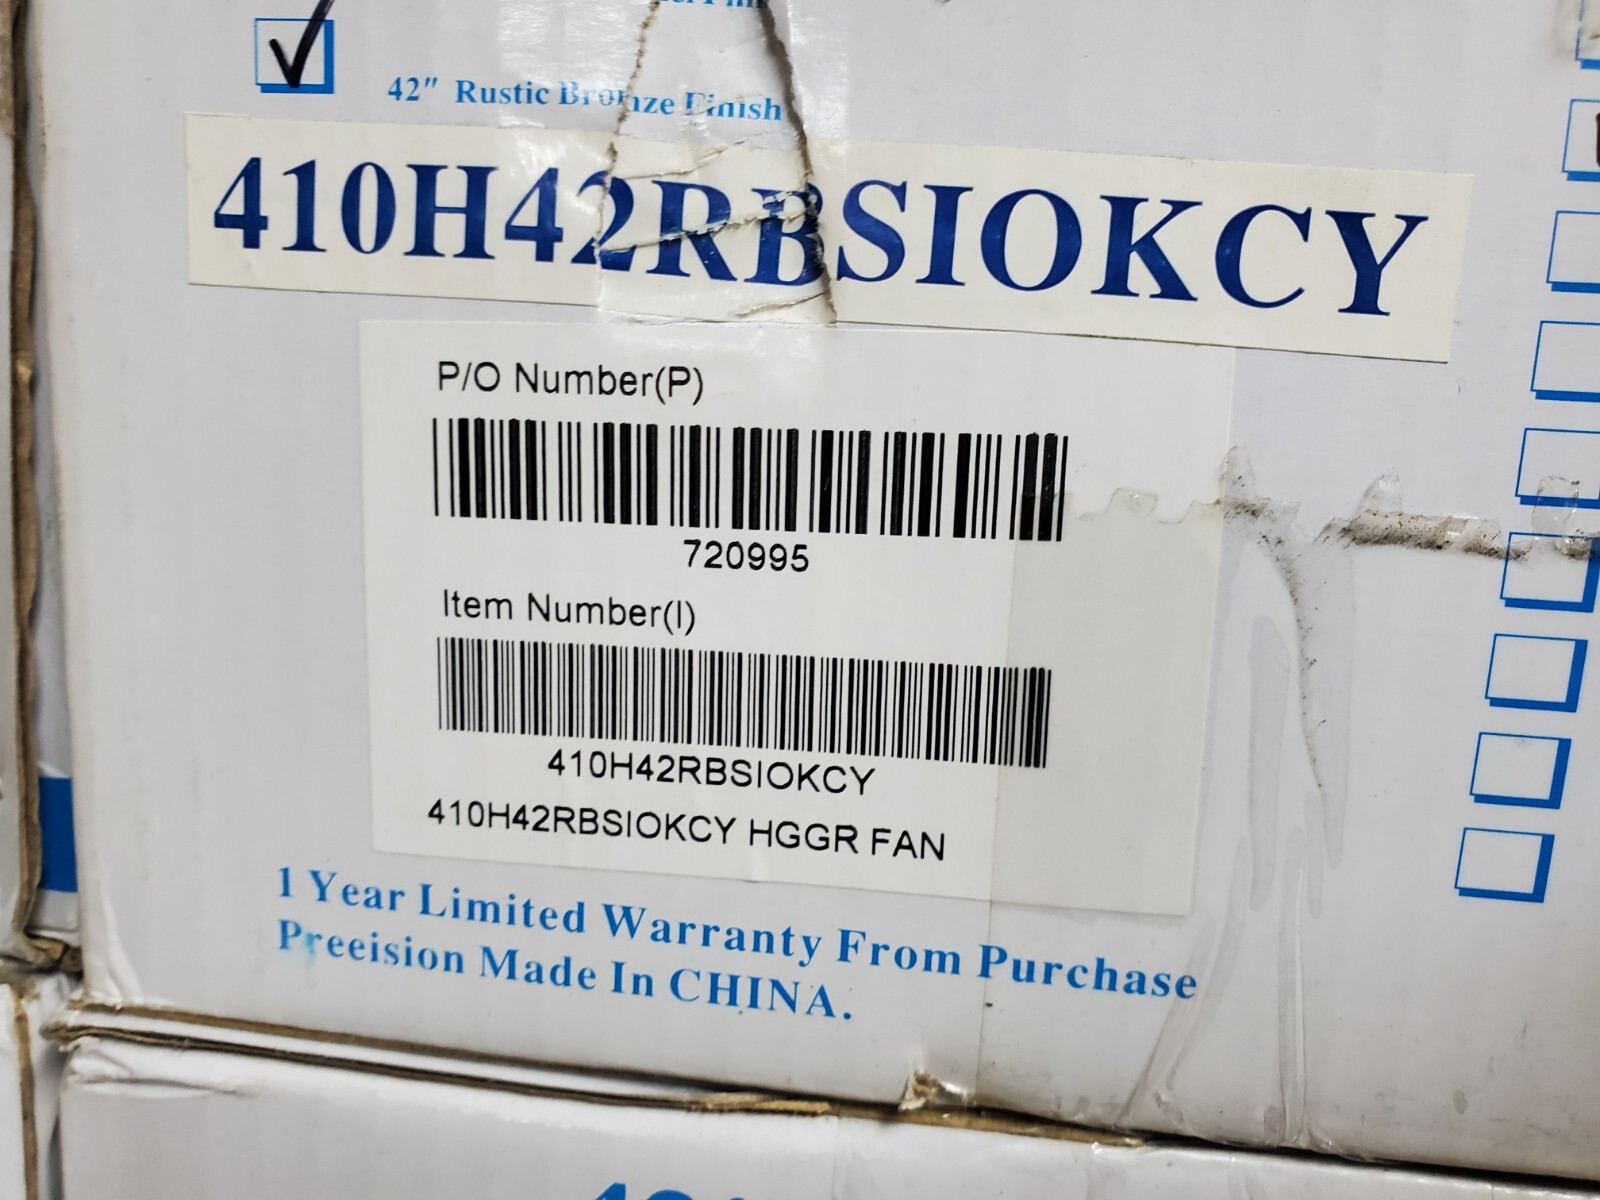 42" Rustic Bronze Finish
410H42RBSIOKCY
P/O Number(P)
720995
Item Number(I)
410H42RBSIOKCY
410H42RBSIOKCY HGGR FAN
1 Year Limited Warranty From Purchase
Preeision Made In CHINA.